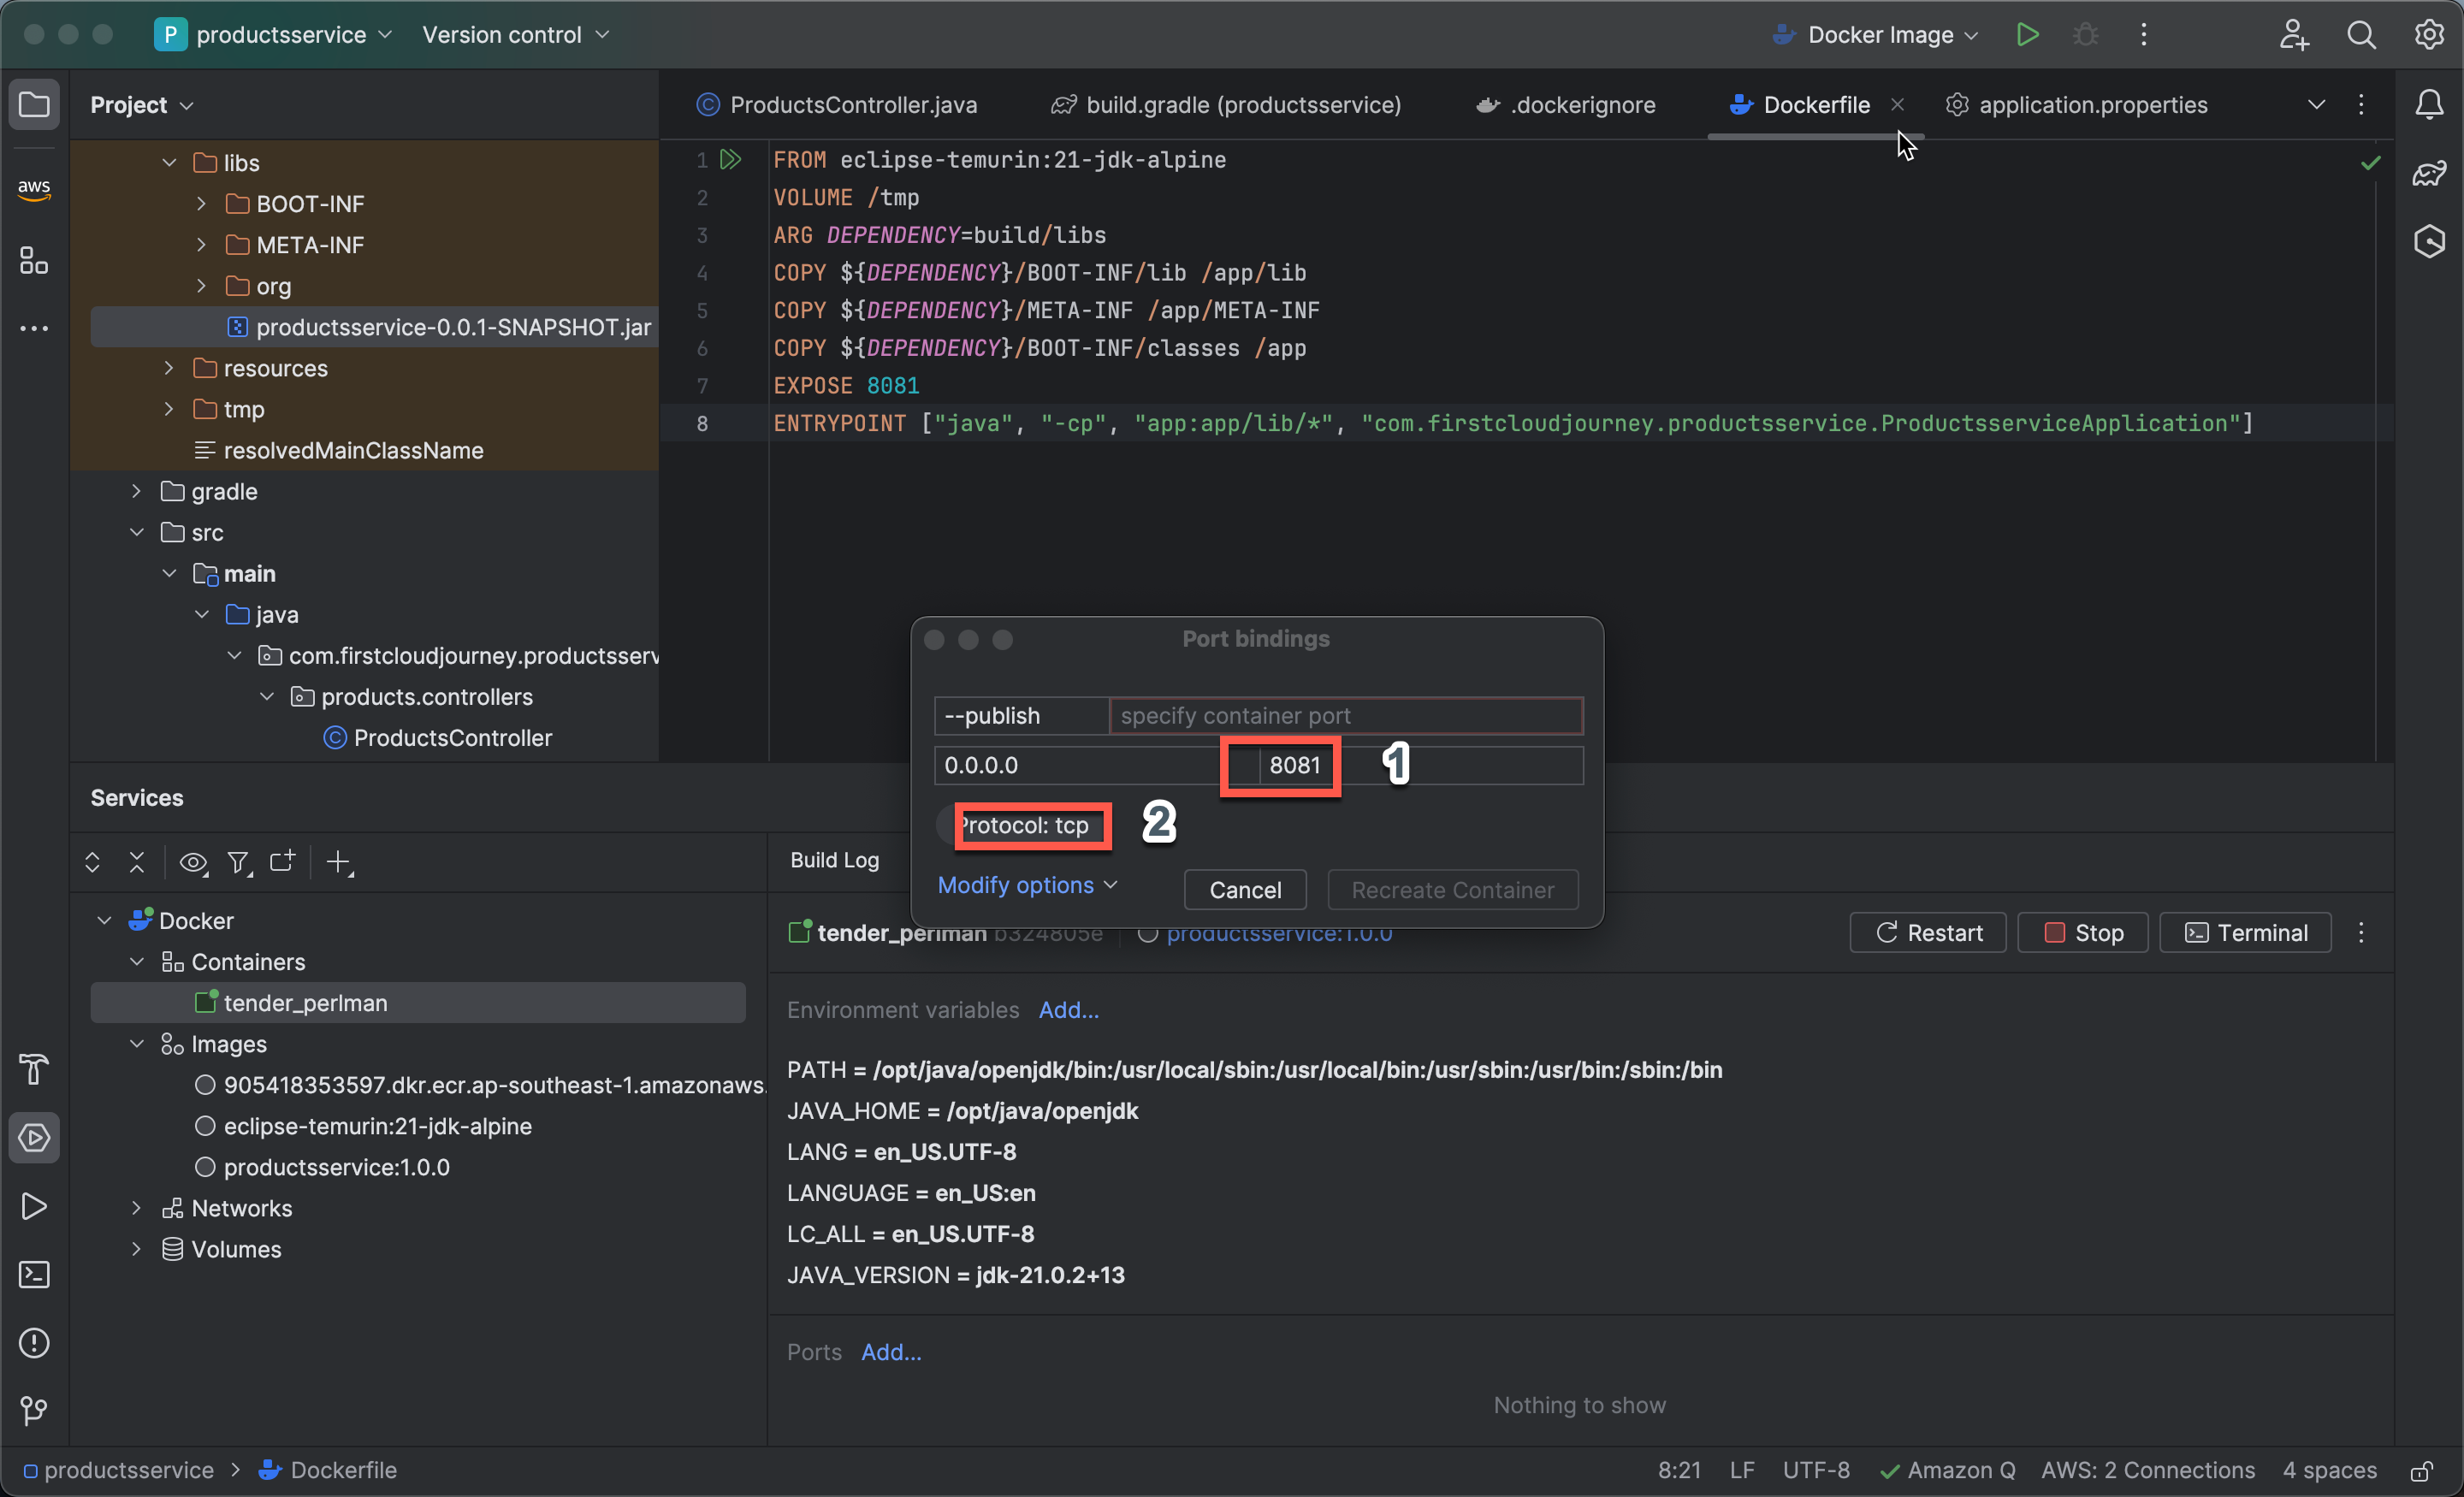 P productsservice Version control Docker Image
Project
ProductsController.java build.gradle (productsservice) .dockerignore Dockerfile application.properties
aws
libs
BOOT-INF
META-INF
org
productsservice-0.0.1-SNAPSHOT.jar
resources
tmp
resolvedMainClassName
gradle
src
main
java
com.firstcloudjourney.productsserv
products.controllers
ProductsController
1 FROM eclipse-temurin:21-jdk-alpine
2 VOLUME /tmp
3 ARG DEPENDENCY=build/libs
4 COPY ${DEPENDENCY}/BOOT-INF/lib /app/lib
5 COPY ${DEPENDENCY}/META-INF /app/META-INF
6 COPY ${DEPENDENCY}/BOOT-INF/classes /app
7 EXPOSE 8081
8 ENTRYPOINT ["java", "-cp", "app:app/lib/*", "com.firstcloudjourney.productsservice.ProductsserviceApplication"]
Port bindings
--publish specify container port
0.0.0.0 8081 1
Protocol: tcp 2
Modify options Cancel Recreate Container
Services
Docker
Containers
tender_perlman
Images
905418353597.dkr.ecr.ap-southeast-1.amazonaws.
eclipse-temurin:21-jdk-alpine
productsservice:1.0.0
Networks
Volumes
Build Log
tender_perlman b324805e productsservice:1.0.0 Restart Stop Terminal
Environment variables Add...
PATH = /opt/java/openjdk/bin:/usr/local/sbin:/usr/local/bin:/usr/sbin:/usr/bin:/sbin:/bin
JAVA_HOME = /opt/java/openjdk
LANG = en_US.UTF-8
LANGUAGE = en_US:en
LC_ALL = en_US.UTF-8
JAVA_VERSION = jdk-21.0.2+13
Ports Add...
Nothing to show
productsservice > Dockerfile 8:21 LF UTF-8 Amazon Q AWS: 2 Connections 4 spaces